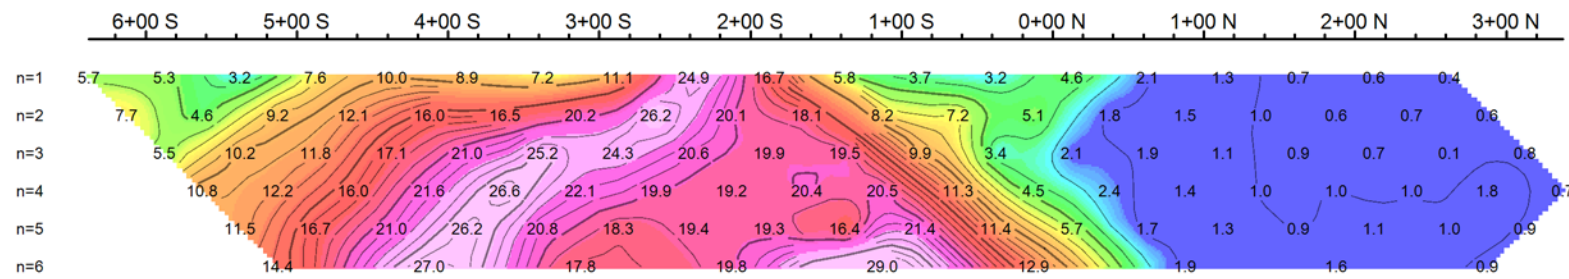 6+00 S 5+00 S 4+00 S 3+00 S 2+00 S 1+00 S 0+00 N 1+00 N 2+00 N 3+00 N
n=1 5.7 5.3 3.2 7.6 10.0 8.9 7.2 11.1 24.9 16.7 5.8 3.7 3.2 4.6 2.1 1.3 0.7 0.6 0.4
n=2 7.7 4.6 9.2 12.1 16.0 16.5 20.2 26.2 20.1 18.1 8.2 7.2 5.1 1.8 1.5 1.0 0.6 0.7 0.6
n=3 5.5 10.2 11.8 17.1 21.0 25.2 24.3 20.6 19.9 19.5 9.9 3.4 2.1 1.9 1.1 0.9 0.7 0.1 0.8
n=4 10.8 12.2 16.0 21.6 26.6 22.1 19.9 19.2 20.4 20.5 11.3 4.5 2.4 1.4 1.0 1.0 1.0 1.8 0.7
n=5 11.5 16.7 21.0 26.2 20.8 18.3 19.4 19.3 16.4 21.4 11.4 5.7 1.7 1.3 0.9 1.1 1.0 0.9
n=6 14.4 27.0 17.8 19.8 29.0 12.9 1.9 1.6 0.9